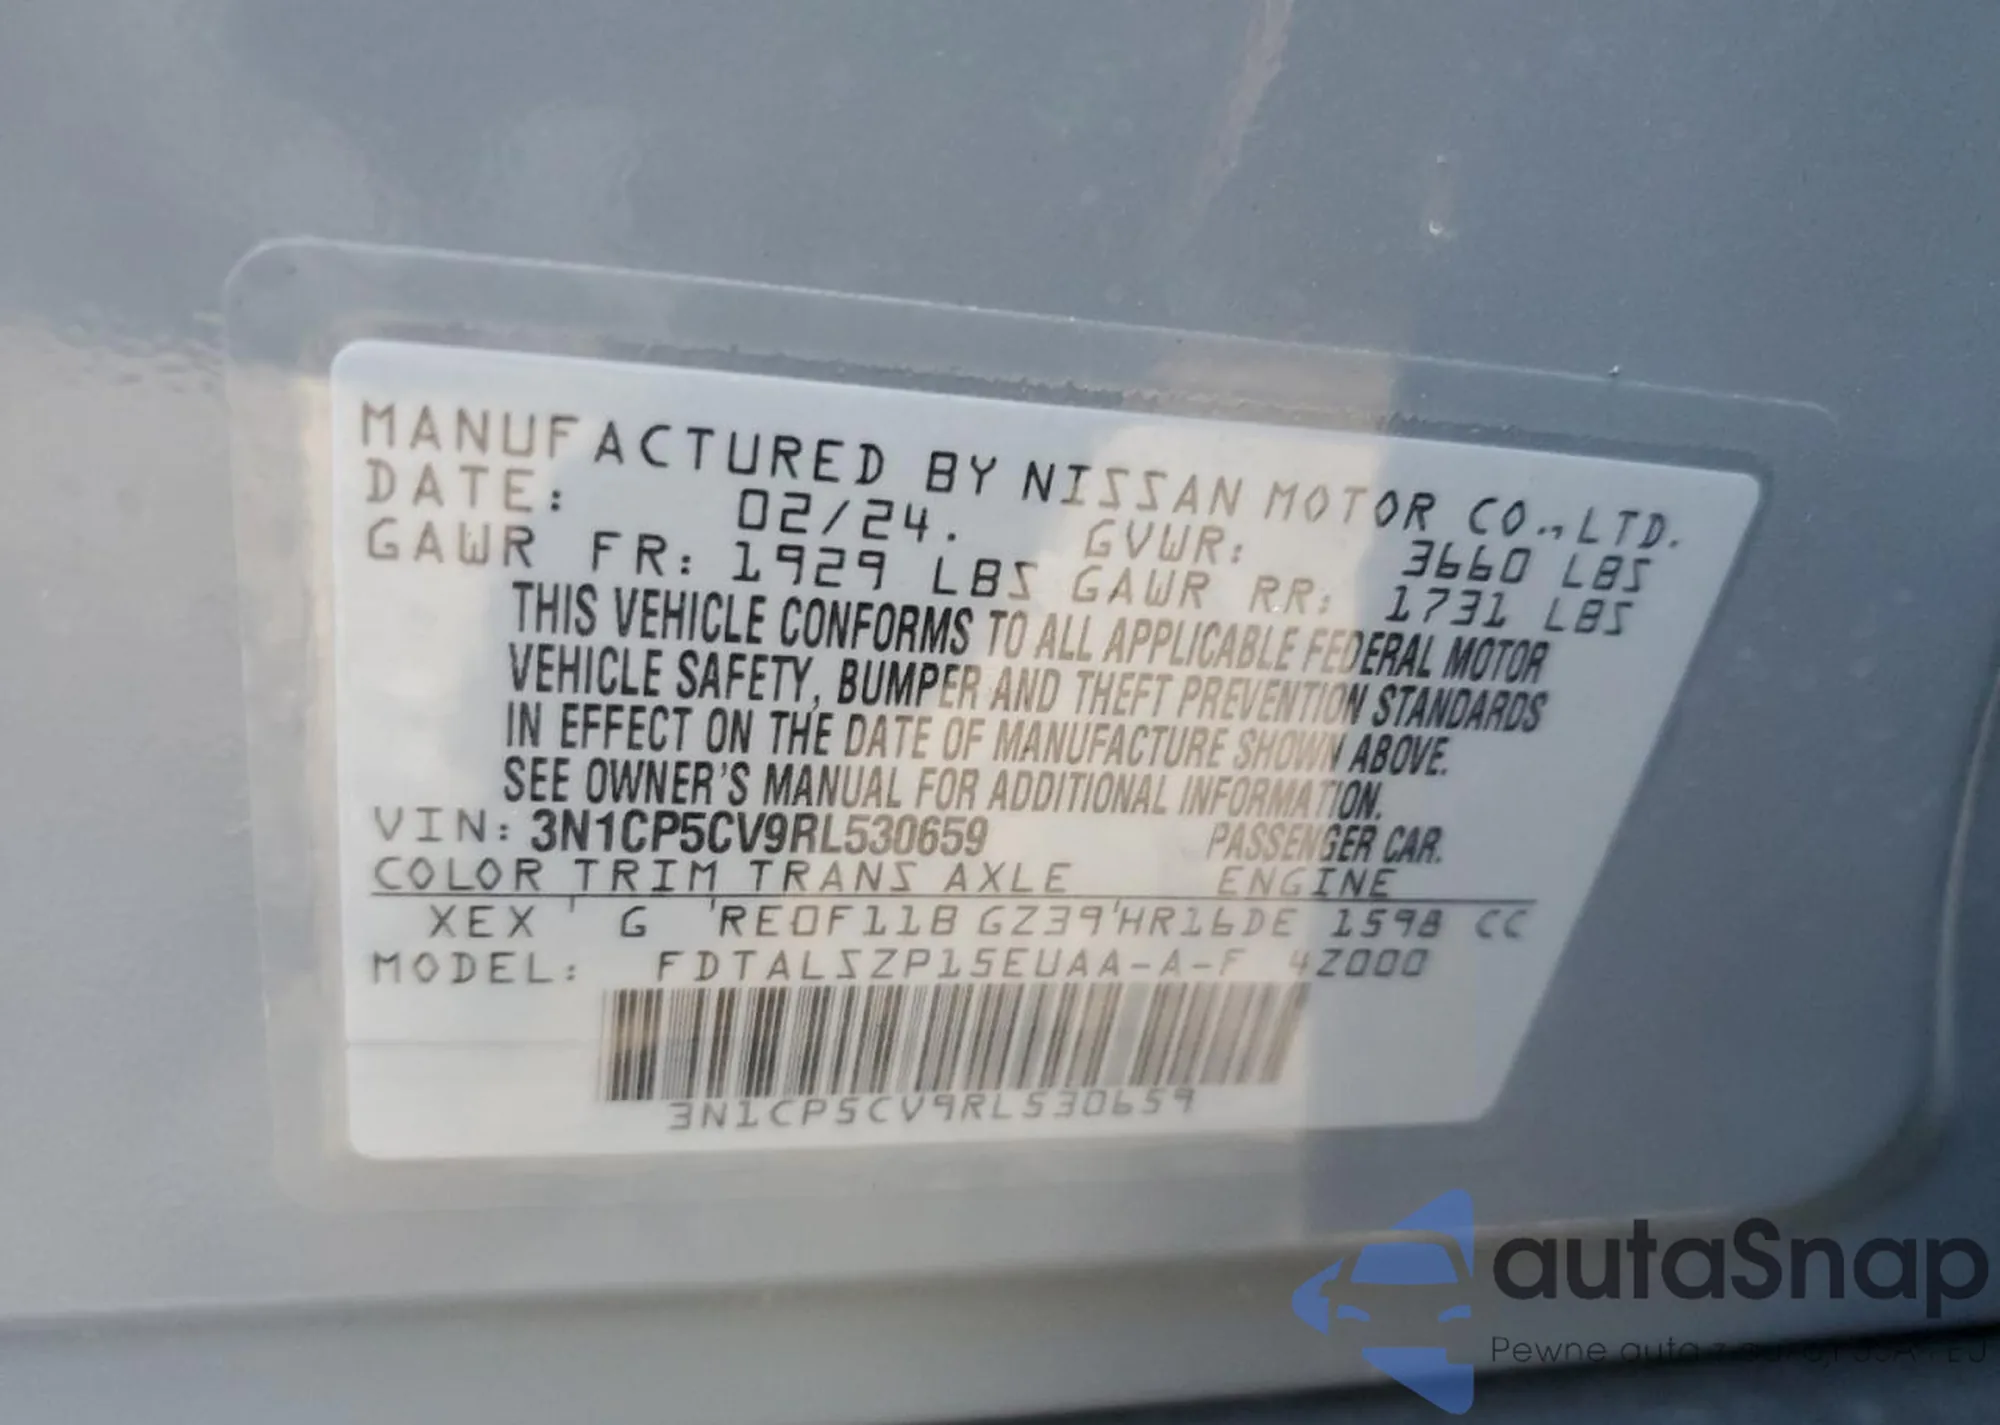 MANUFACTURED BY NISSAN MOTOR CO.,LTD.
DATE: 02/24. GVWR: 3660 LBS
GAWR FR: 1929 LBS GAWR RR: 1731 LBS
THIS VEHICLE CONFORMS TO ALL APPLICABLE FEDERAL MOTOR
VEHICLE SAFETY, BUMPER AND THEFT PREVENTION STANDARDS
IN EFFECT ON THE DATE OF MANUFACTURE SHOWN ABOVE.
SEE OWNER'S MANUAL FOR ADDITIONAL INFORMATION.
VIN: 3N1CP5CV9RL530659 PASSENGER CAR.
COLOR TRIM TRANS AXLE ENGINE
XEX G RE0F11B GZ39 HR16DE 1598 CC
MODEL: FDTALSZP15EUAA-A-F 4Z000
3N1CP5CV9RL530659
autaSnap
Pewne auta z